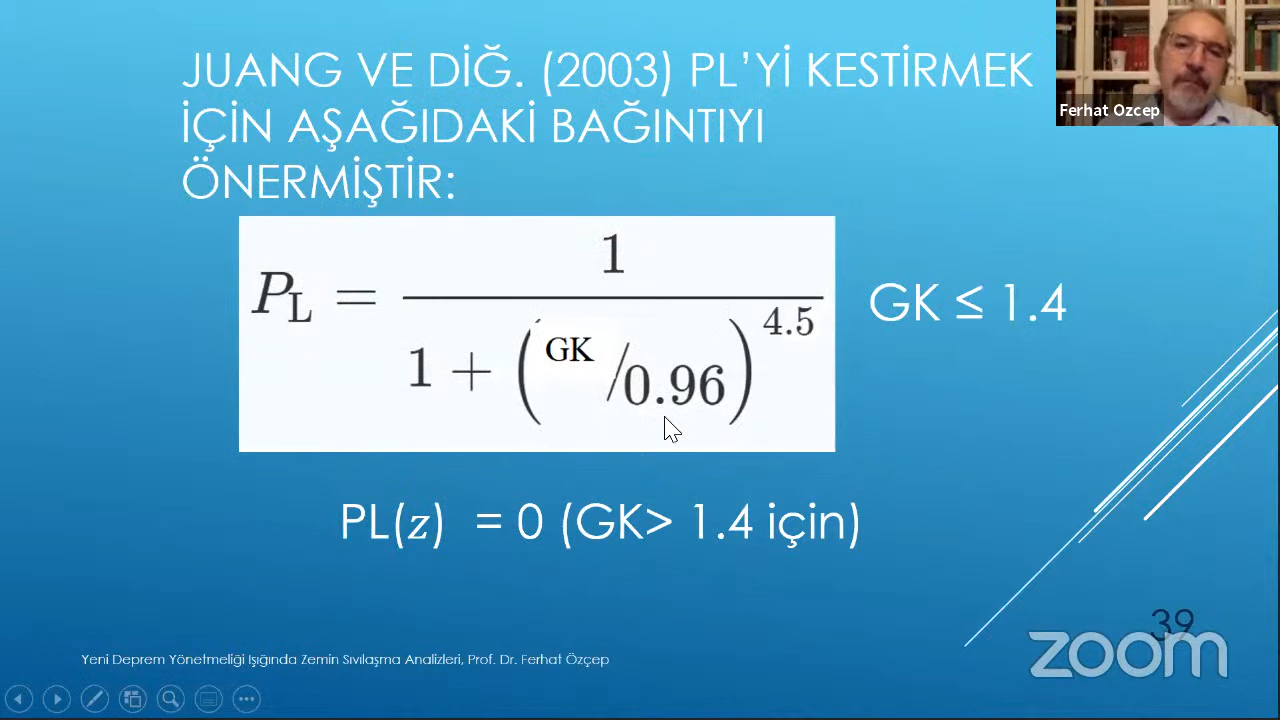 JUANG VE DİĞ. (2003) PL’Yİ KESTİRMEK
İÇİN AŞAĞIDAKİ BAĞINTIYI
ÖNERMİŞTİR:
Ferhat Ozcep
P_L = 1 / (1 + (GK/0.96)^4.5)
GK ≤ 1.4
PL(z) = 0 (GK> 1.4 için)
39
zoom
Yeni Deprem Yönetmeliği Işığında Zemin Sıvılaşma Analizleri, Prof. Dr. Ferhat Özçep